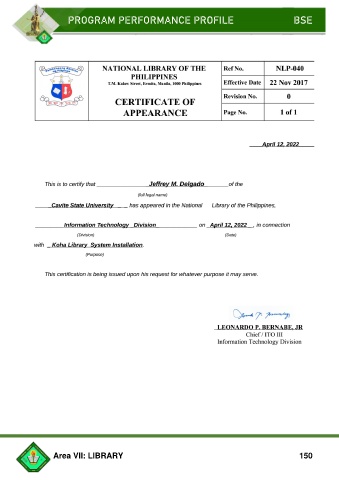 PROGRAM PERFORMANCE PROFILE BSE
NATIONAL LIBRARY OF THE PHILIPPINES
T.M. Kalaw Street, Ermita, Manila, 1000 Philippines
CERTIFICATE OF APPEARANCE
Ref No. NLP-040
Effective Date 22 Nov 2017
Revision No. 0
Page No. 1 of 1
April 12, 2022
This is to certify that Jeffrey M. Delgado of the
(full legal name)
Cavite State University has appeared in the National Library of the Philippines,
Information Technology Division on April 12, 2022, in connection
(Division) (Date)
with Koha Library System Installation.
(Purpose)
This certification is being issued upon his request for whatever purpose it may serve.
LEONARDO P. BERNABE, JR
Chief / ITO III
Information Technology Division
Area VII: LIBRARY 150